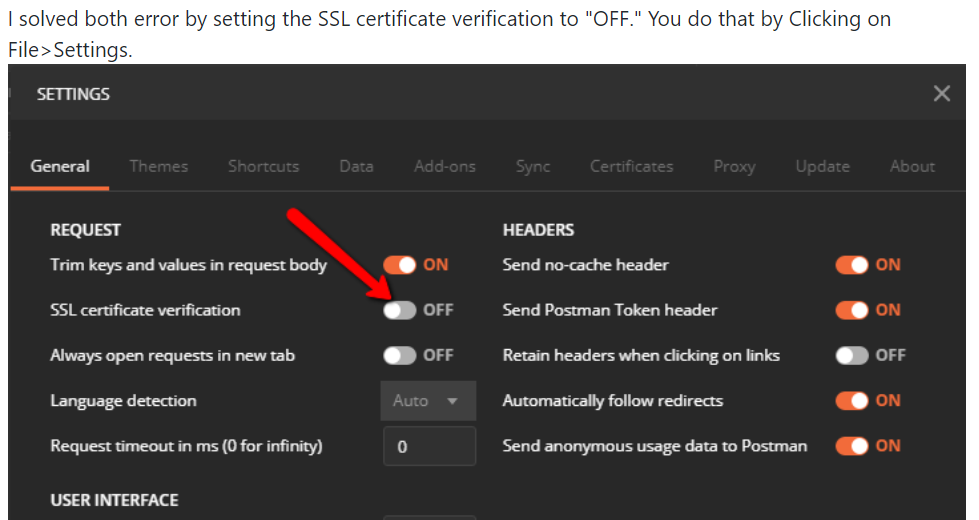 I solved both error by setting the SSL certificate verification to "OFF." You do that by Clicking on
File>Settings.
SETTINGS
General Themes Shortcuts Data Add-ons Sync Certificates Proxy Update About
REQUEST
Trim keys and values in request body ON
SSL certificate verification OFF
Always open requests in new tab OFF
Language detection Auto
Request timeout in ms (0 for infinity) 0
USER INTERFACE
HEADERS
Send no-cache header ON
Send Postman Token header ON
Retain headers when clicking on links OFF
Automatically follow redirects ON
Send anonymous usage data to Postman ON